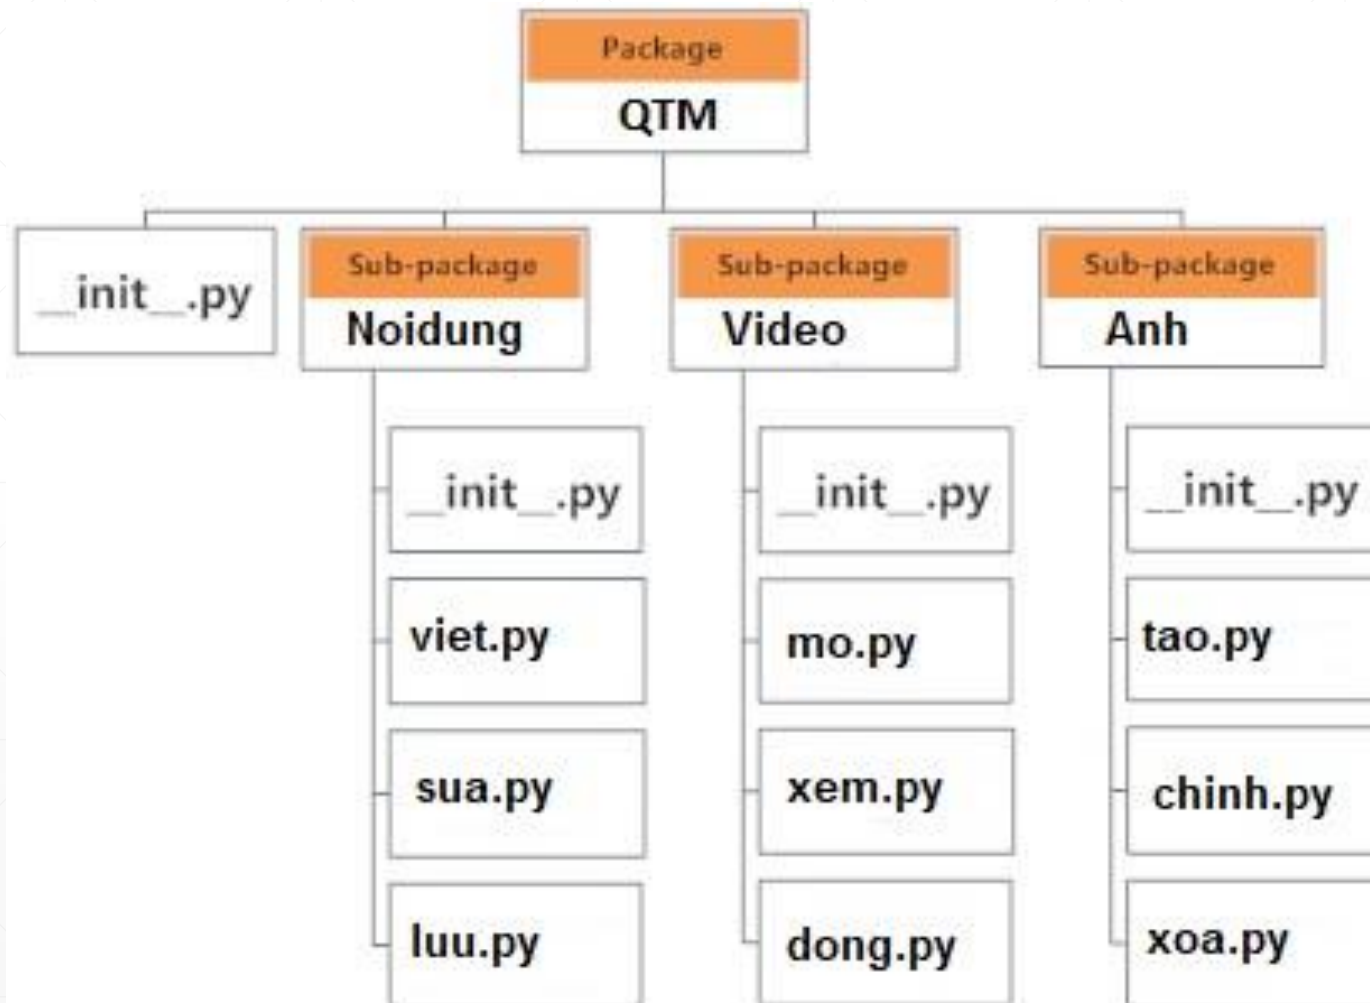 Package
QTM
__init__.py
Sub-package
Noidung
__init__.py
viet.py
sua.py
luu.py
Sub-package
Video
__init__.py
mo.py
xem.py
dong.py
Sub-package
Anh
__init__.py
tao.py
chinh.py
xoa.py